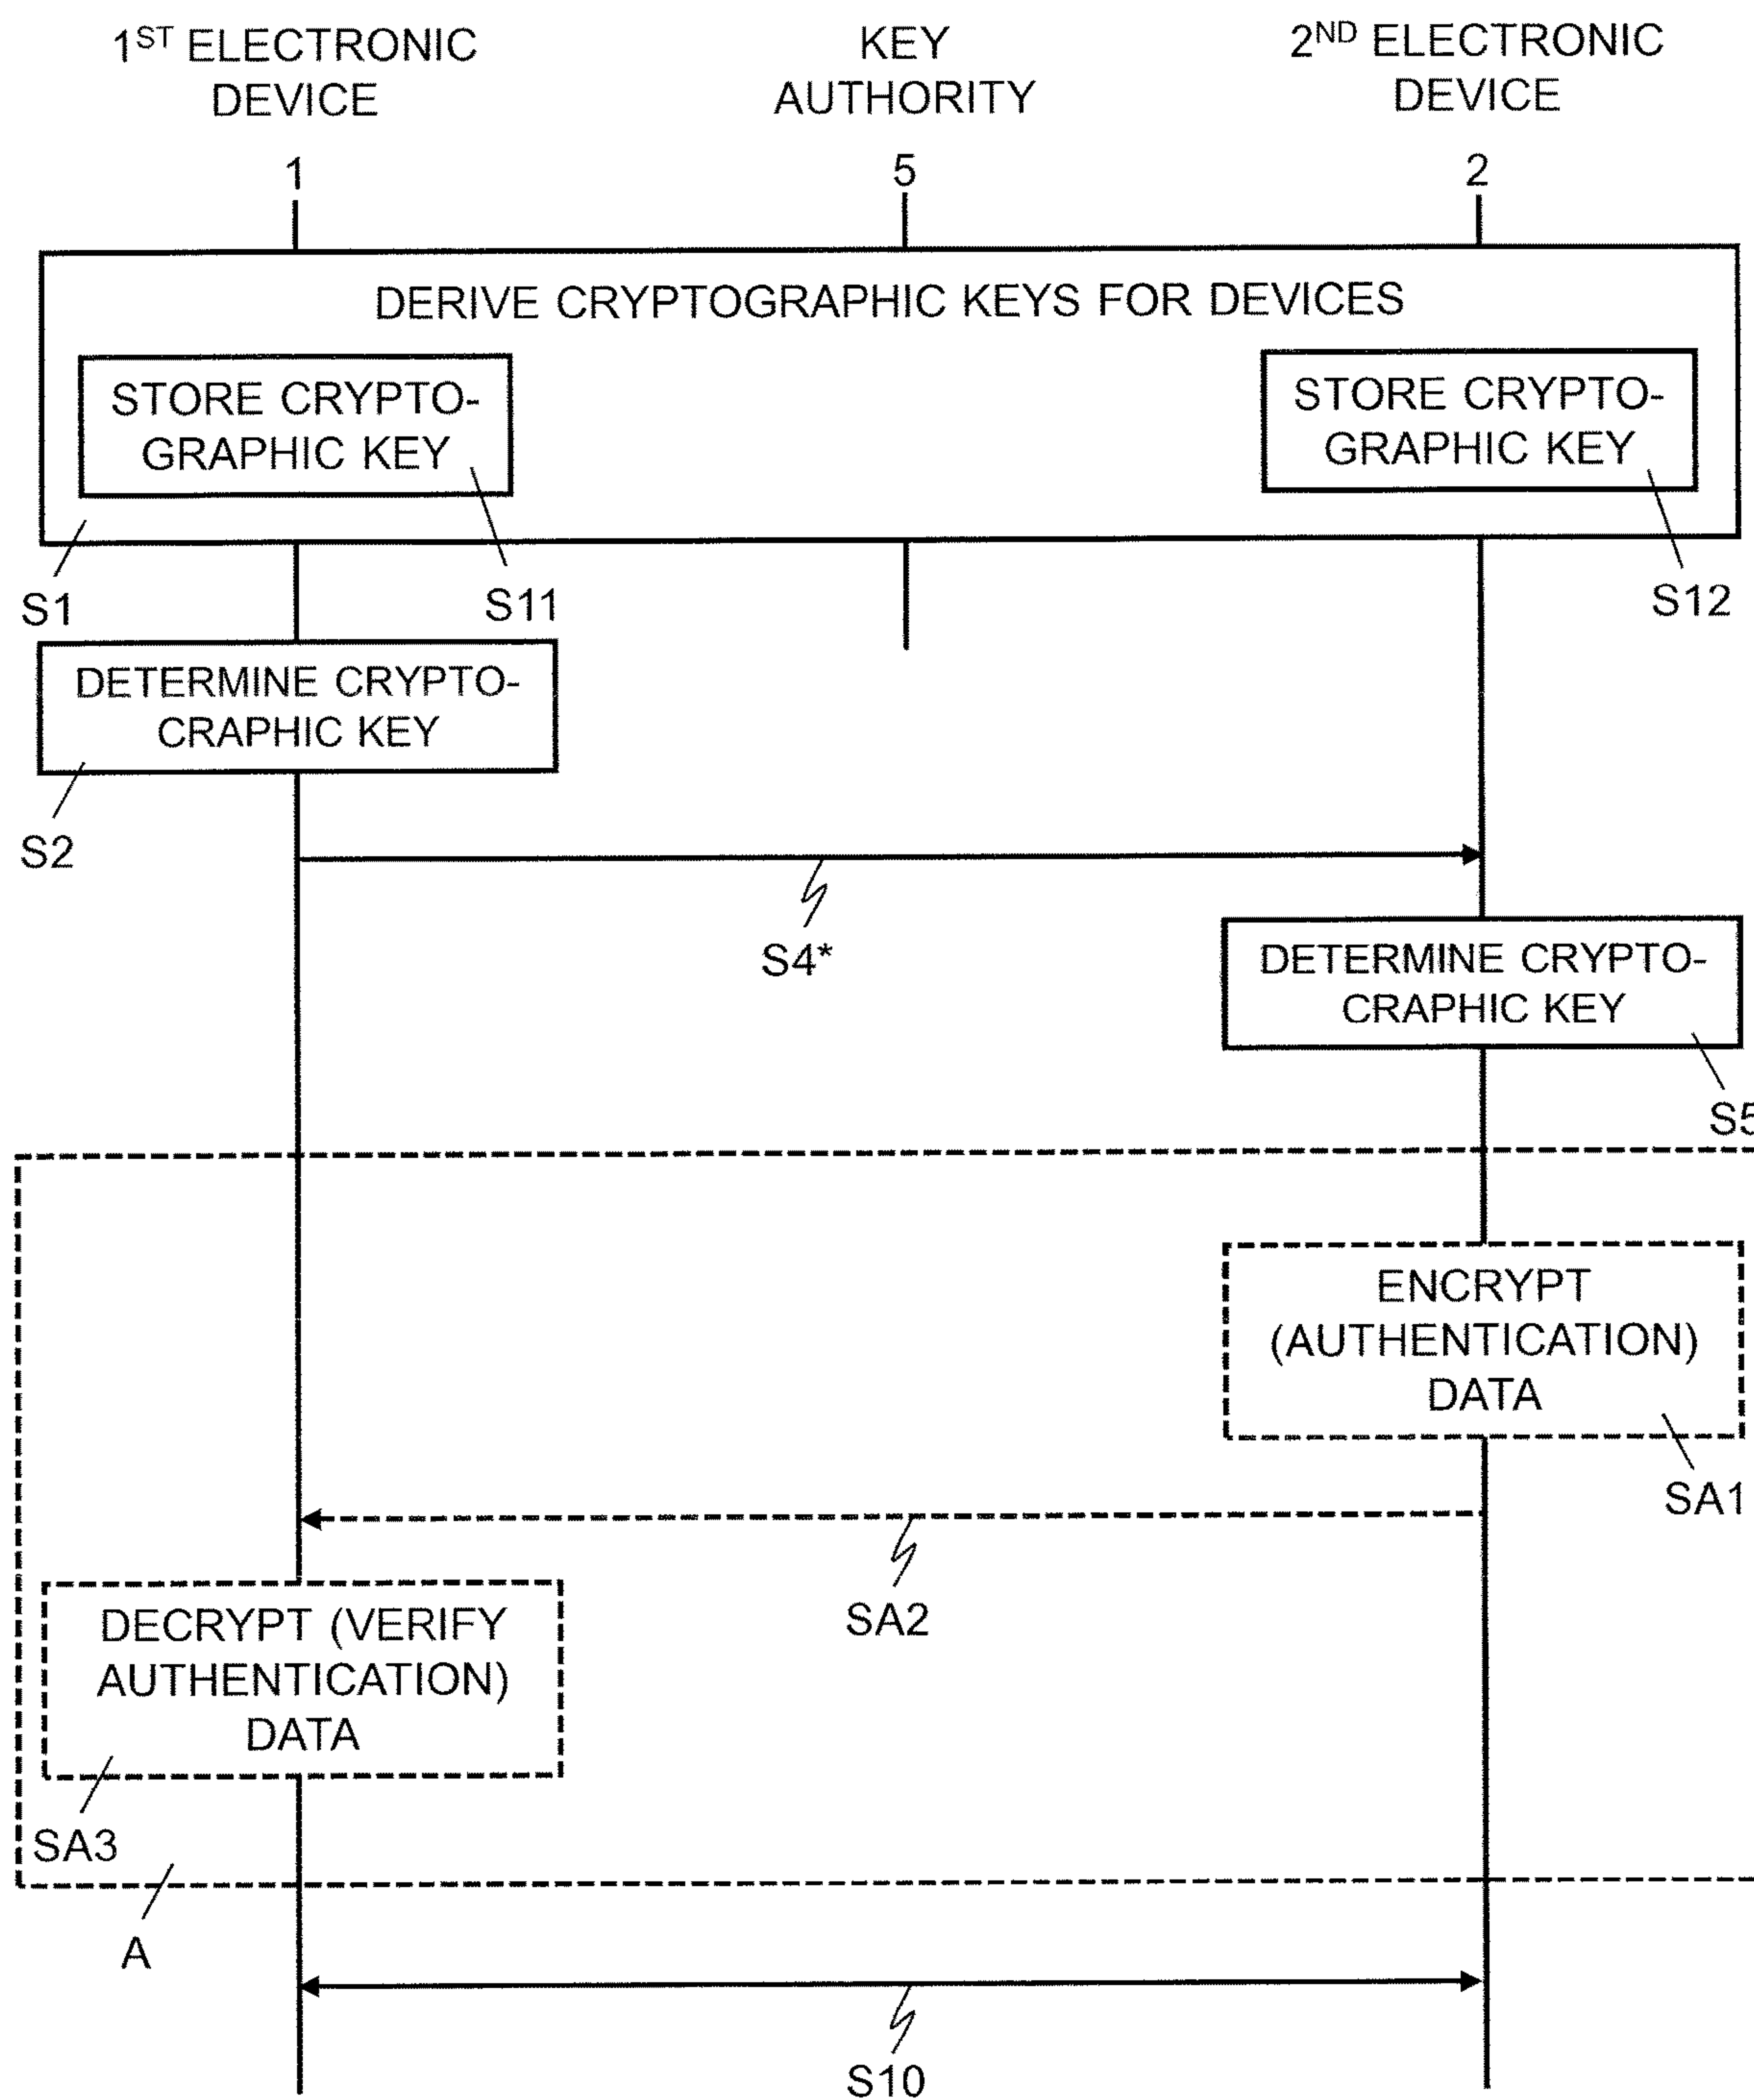 1ST ELECTRONIC
DEVICE
KEY
AUTHORITY
2ND ELECTRONIC
DEVICE
1
5
2
DERIVE CRYPTOGRAPHIC KEYS FOR DEVICES
STORE CRYPTO-
GRAPHIC KEY
STORE CRYPTO-
GRAPHIC KEY
S1
S11
S12
DETERMINE CRYPTO-
CRAPHIC KEY
S2
S4*
DETERMINE CRYPTO-
CRAPHIC KEY
S5
ENCRYPT
(AUTHENTICATION)
DATA
SA1
SA2
DECRYPT (VERIFY
AUTHENTICATION)
DATA
SA3
A
S10